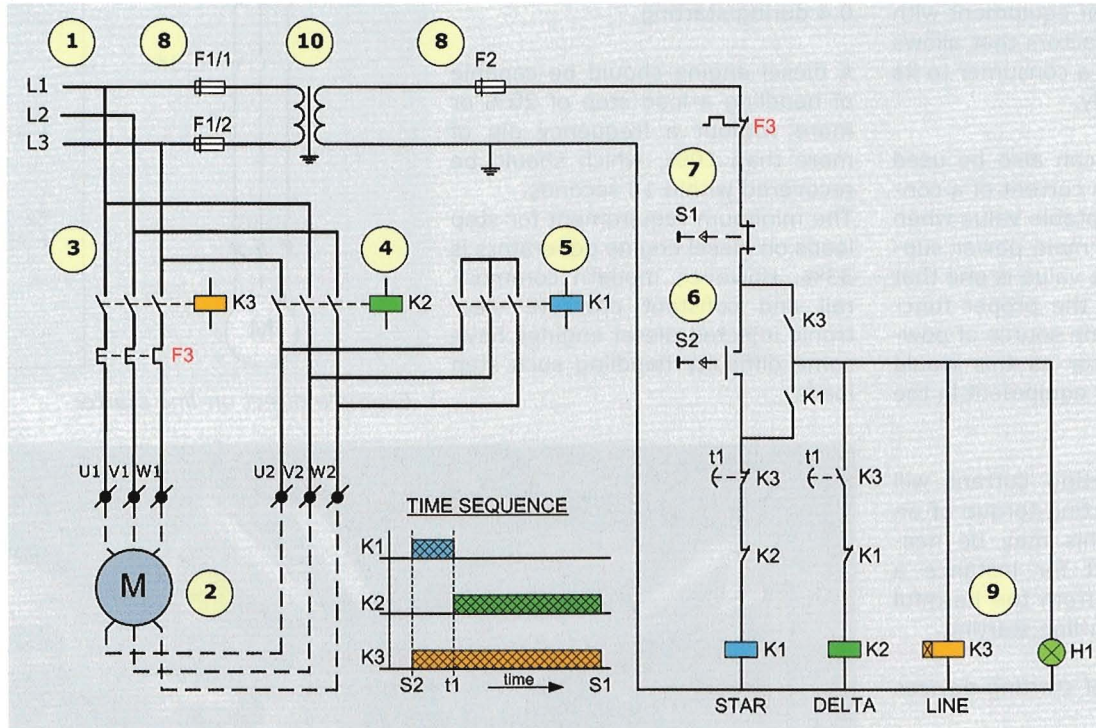 1
8
10
8
F1/1
F2
L1
L2
F1/2
L3
F3
7
S1
3
4
5
K3
K2
K1
6
K3
F3
S2
K1
U1 V1 W1
U2 V2 W2
t1
K3
t1
K3
TIME SEQUENCE
K1
K2
K1
M
2
9
K2
K3
K1
K2
K3
H1
S2
t1
time
S1
STAR
DELTA
LINE